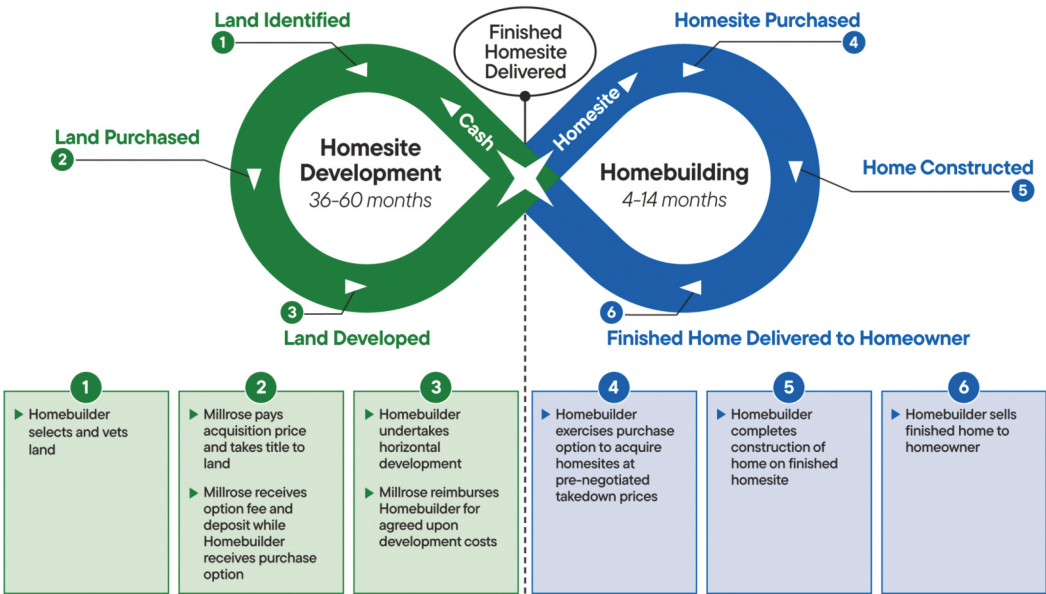 Land Identified
1
Finished
Homesite
Delivered
Homesite Purchased
4
Land Purchased
2
Cash
Homesite
Homesite
Development
36-60 months
Homebuilding
4-14 months
Home Constructed
5
3
Land Developed
6
Finished Home Delivered to Homeowner
1
Homebuilder
selects and vets
land
2
Millrose pays
acquisition price
and takes title to
land
Millrose receives
option fee and
deposit while
Homebuilder
receives purchase
option
3
Homebuilder
undertakes
horizontal
development
Millrose reimburses
Homebuilder for
agreed upon
development costs
4
Homebuilder
exercises purchase
option to acquire
homesites at
pre-negotiated
takedown prices
5
Homebuilder
completes
construction of
home on finished
homesite
6
Homebuilder sells
finished home to
homeowner